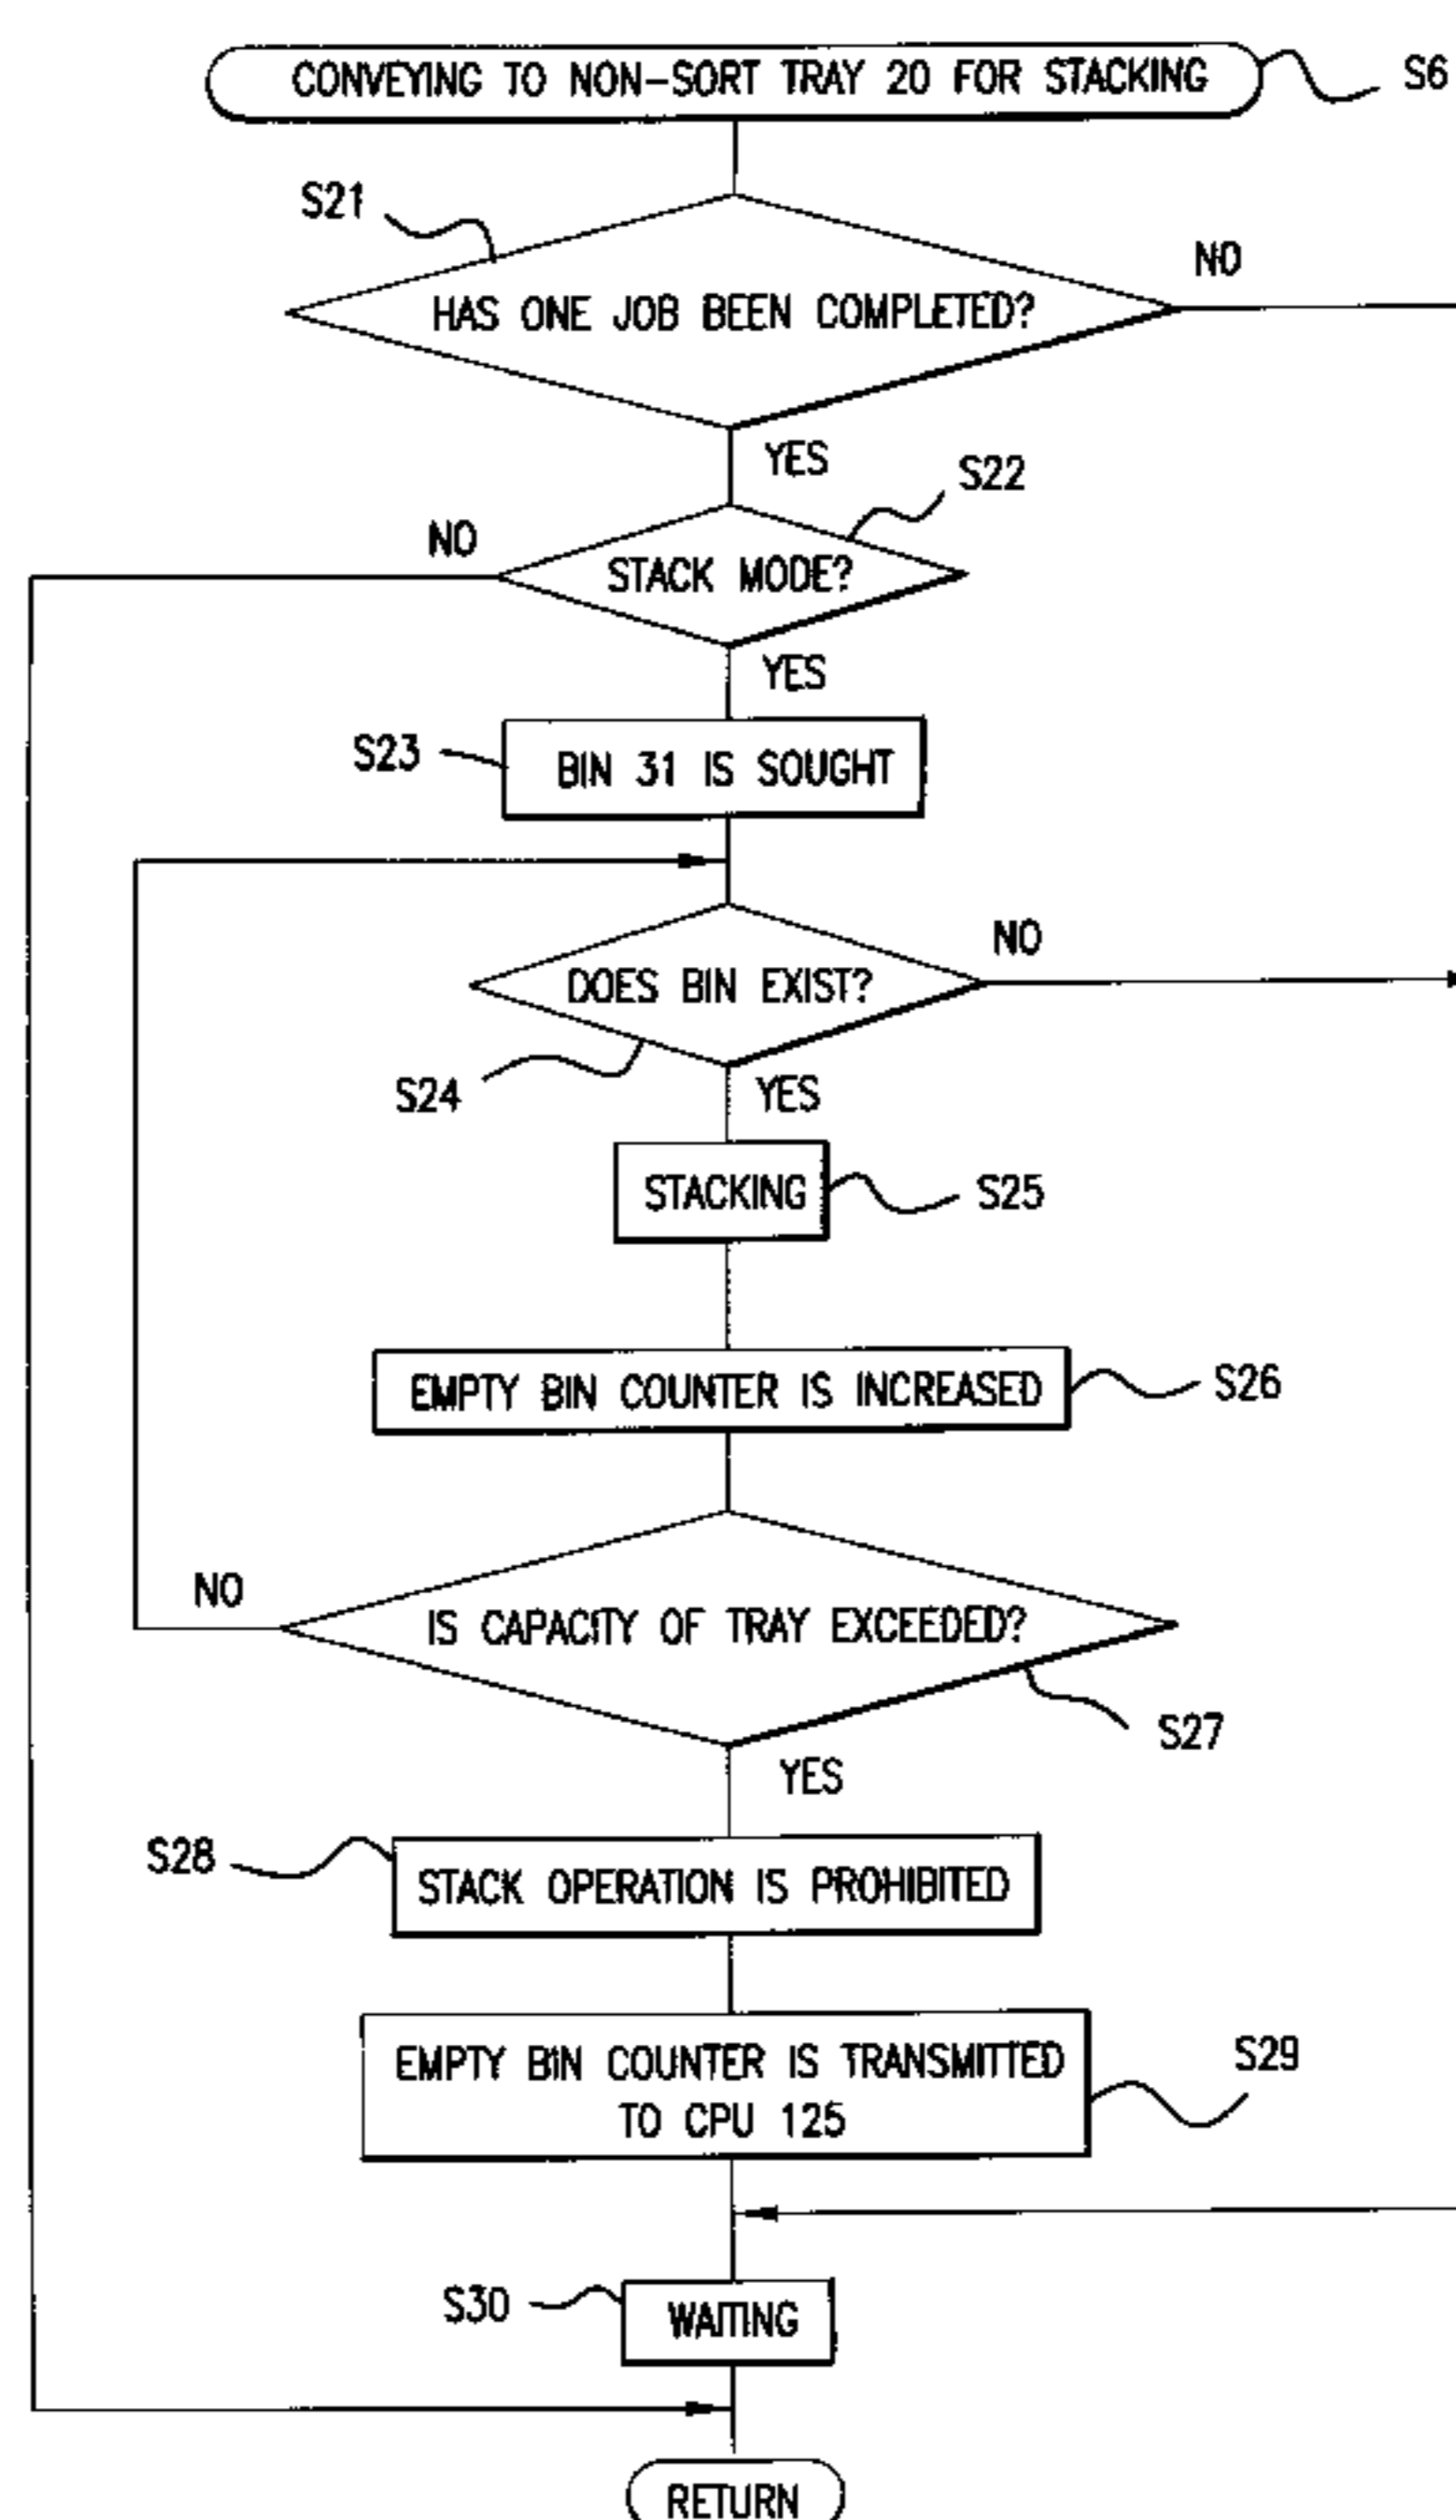 CONVEYING TO NON-SORT TRAY 20 FOR STACKING
S6
S21
NO
HAS ONE JOB BEEN COMPLETED?
YES
S22
NO
STACK MODE?
YES
S23
BIN 31 IS SOUGHT
NO
DOES BIN EXIST?
S24
YES
STACKING
S25
EMPTY BIN COUNTER IS INCREASED
S26
NO
IS CAPACITY OF TRAY EXCEEDED?
S27
YES
S28
STACK OPERATION IS PROHIBITED
EMPTY BIN COUNTER IS TRANSMITTED
TO CPU 125
S29
S30
WAITING
RETURN